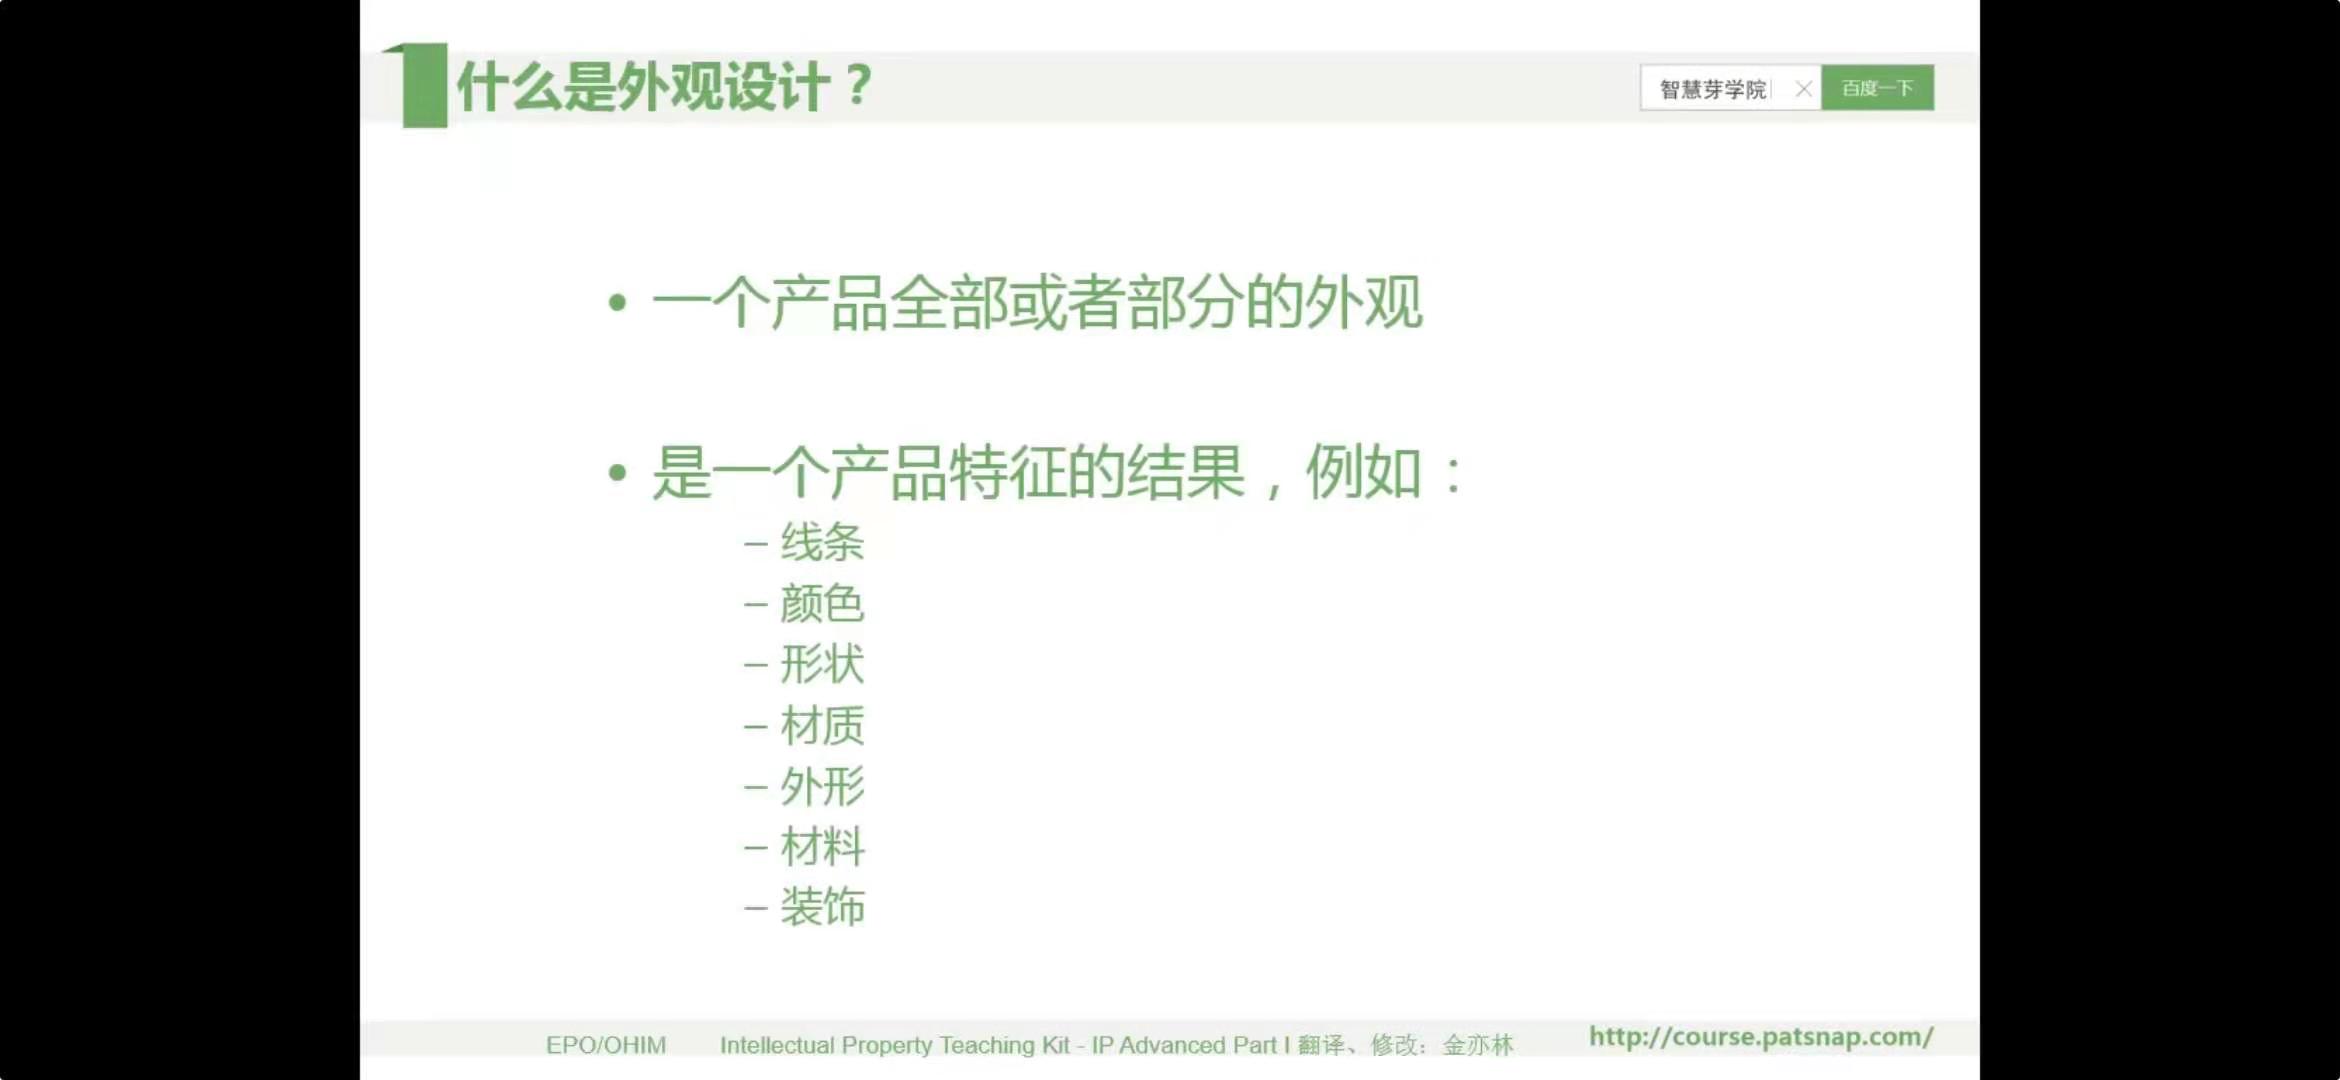 什么是外观设计？
智慧芽学院
百度一下
• 一个产品全部或者部分的外观
• 是一个产品特征的结果，例如：
– 线条
– 颜色
– 形状
– 材质
– 外形
– 材料
– 装饰
EPO/OHIM Intellectual Property Teaching Kit - IP Advanced Part I 翻译、修改：金亦林
http://course.patsnap.com/